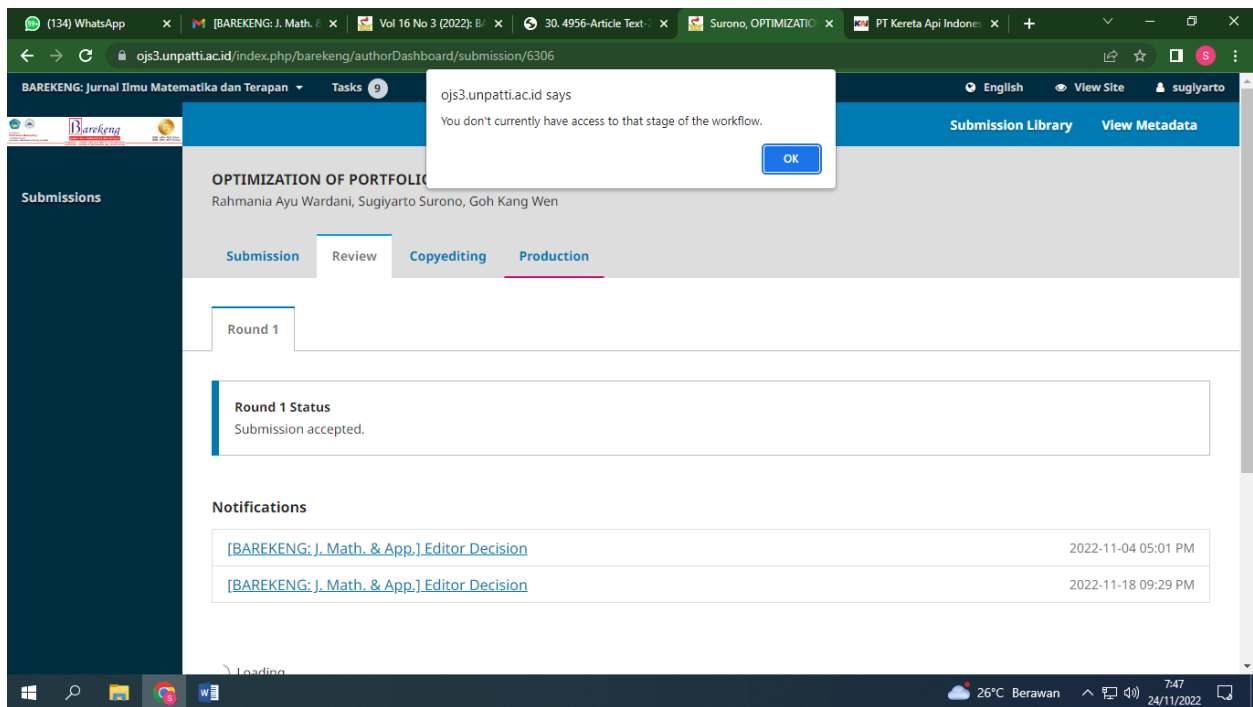 (134) WhatsApp
[BAREKENG: J. Math. &
Vol 16 No 3 (2022): BA
30. 4956-Article Text-2
Surono, OPTIMIZATIO
PT Kereta Api Indones
ojs3.unpatti.ac.id/index.php/barekeng/authorDashboard/submission/6306
BAREKENG: Jurnal Ilmu Matematika dan Terapan
Tasks 9
English
View Site
sugiyarto
ojs3.unpatti.ac.id says
You don't currently have access to that stage of the workflow.
OK
Barekeng
Submission Library
View Metadata
Submissions
OPTIMIZATION OF PORTFOLIO
Rahmania Ayu Wardani, Sugiyarto Surono, Goh Kang Wen
Submission
Review
Copyediting
Production
Round 1
Round 1 Status
Submission accepted.
Notifications
[BAREKENG: J. Math. & App.] Editor Decision
2022-11-04 05:01 PM
[BAREKENG: J. Math. & App.] Editor Decision
2022-11-18 09:29 PM
Loading
26°C Berawan
7:47
24/11/2022